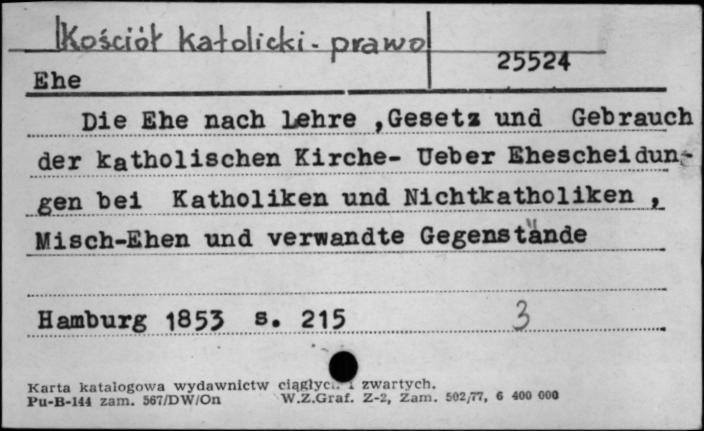 Kościół katolicki - prawo
25524
Ehe
Die Ehe nach Lehre ,Gesetz und Gebrauch
der katholischen Kirche- Ueber Ehescheidun-
gen bei Katholiken und Nichtkatholiken ,
Misch-Ehen und verwandte Gegenstände
Hamburg 1853 s. 215 3
Karta katalogowa wydawnictw zwartych.
Pu-B-144 zam. 567/DW/On W.Z.Graf. Z-2, Zam. 502/77, 6 400 000